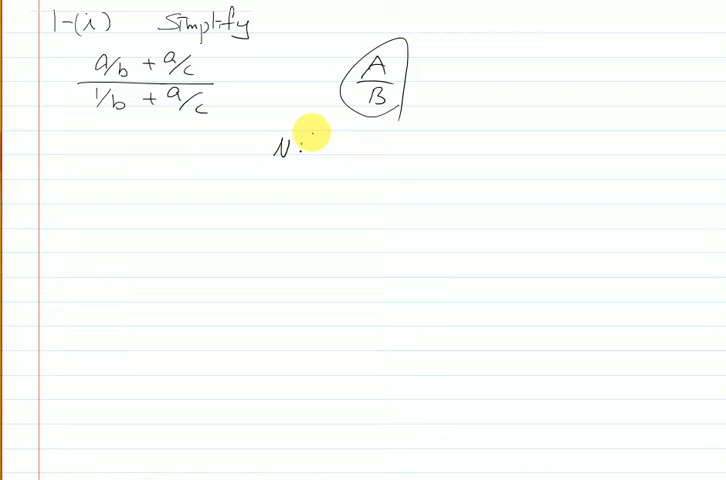 1-(i) Simplify
a/b + a/c
1/b + a/c
A
B
N: